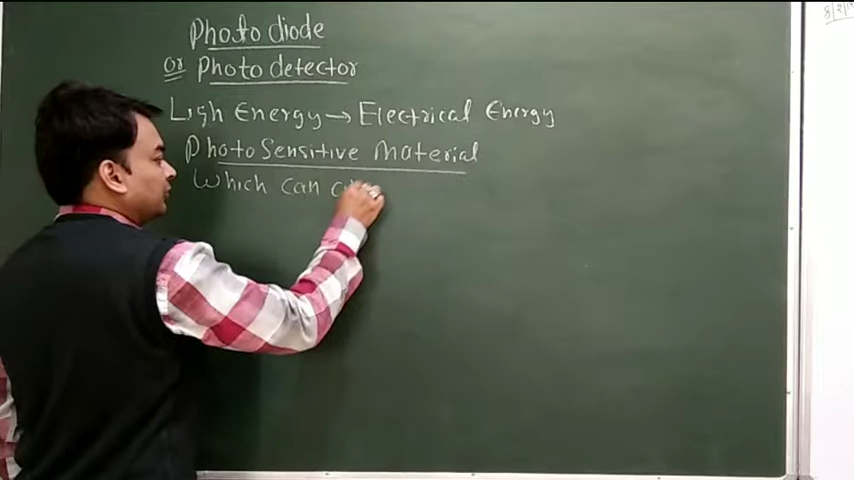 Photo diode
Or Photo detector
Ligh Energy → Electrical Energy
Photo Sensitive Material
Which can